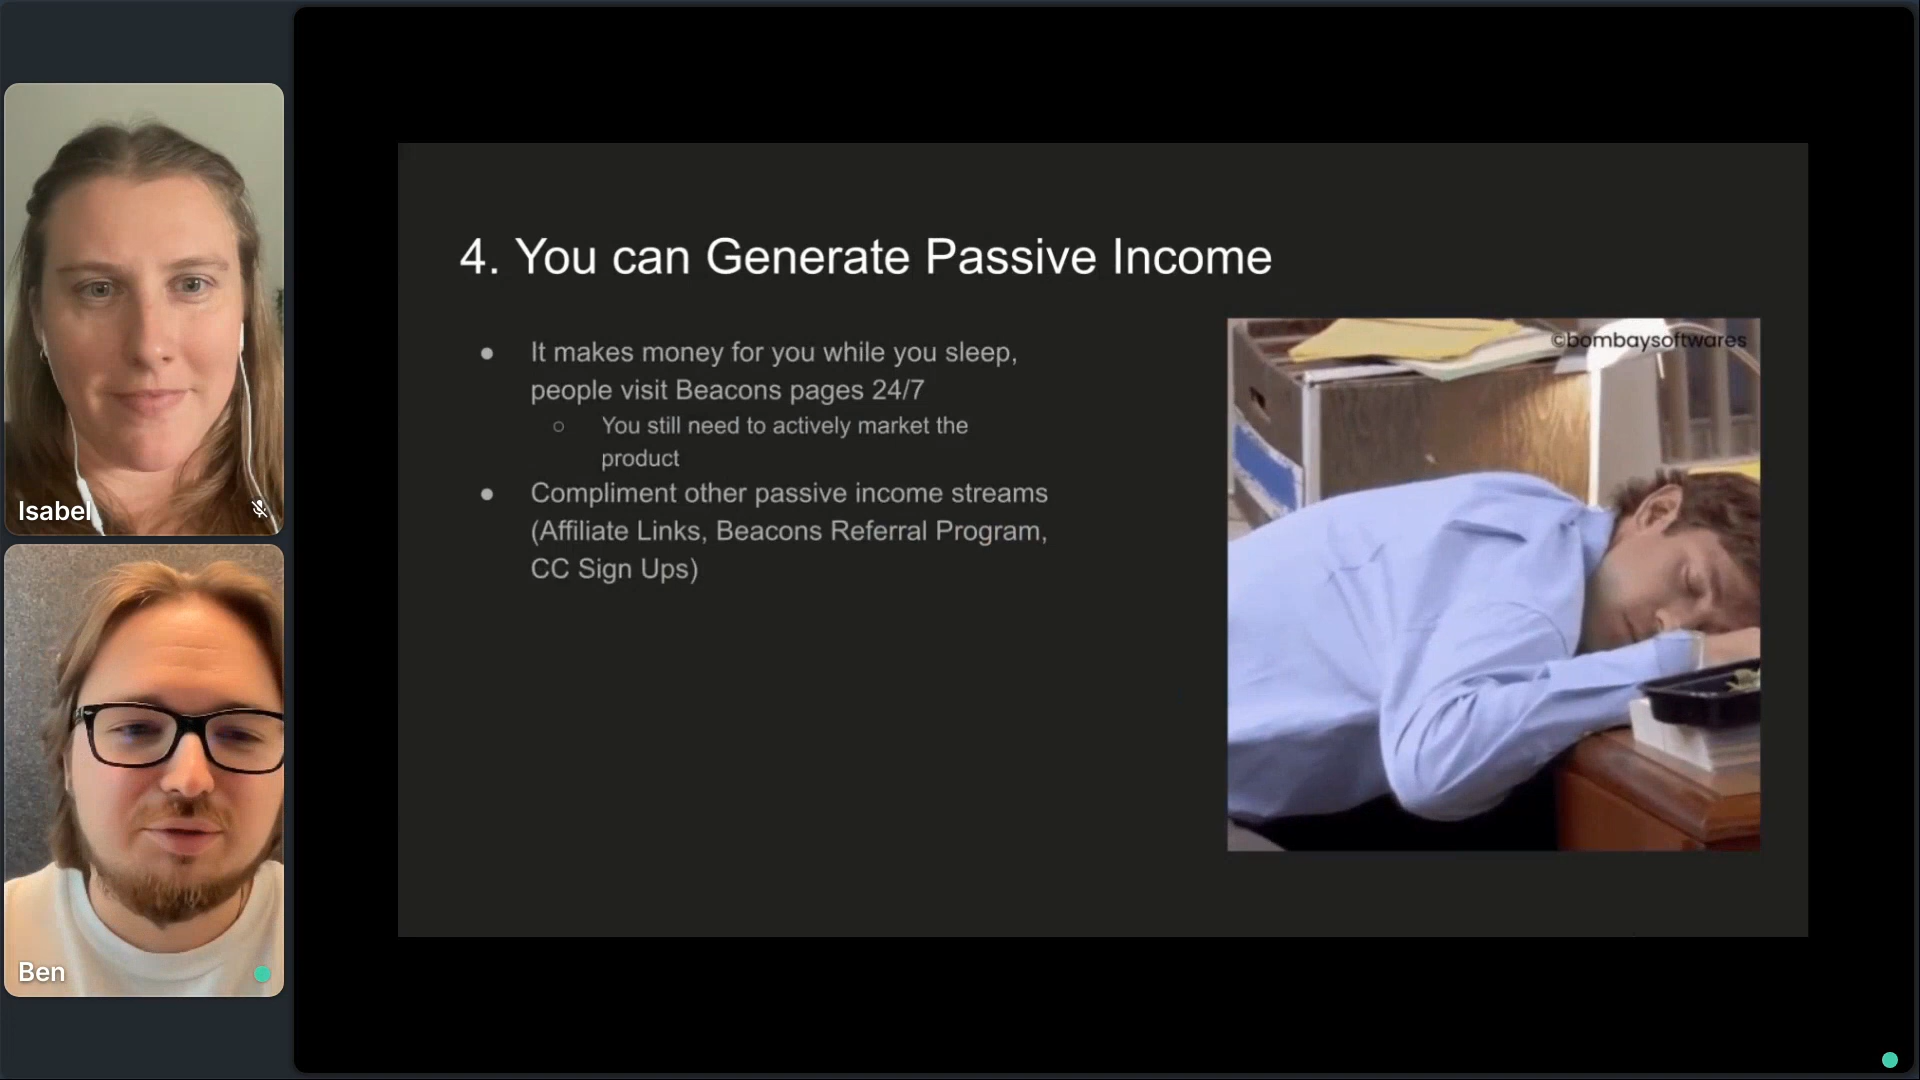 Isabel
Ben
4. You can Generate Passive Income
● It makes money for you while you sleep,
people visit Beacons pages 24/7
○ You still need to actively market the
product
● Compliment other passive income streams
(Affiliate Links, Beacons Referral Program,
CC Sign Ups)
©bombaysoftwares